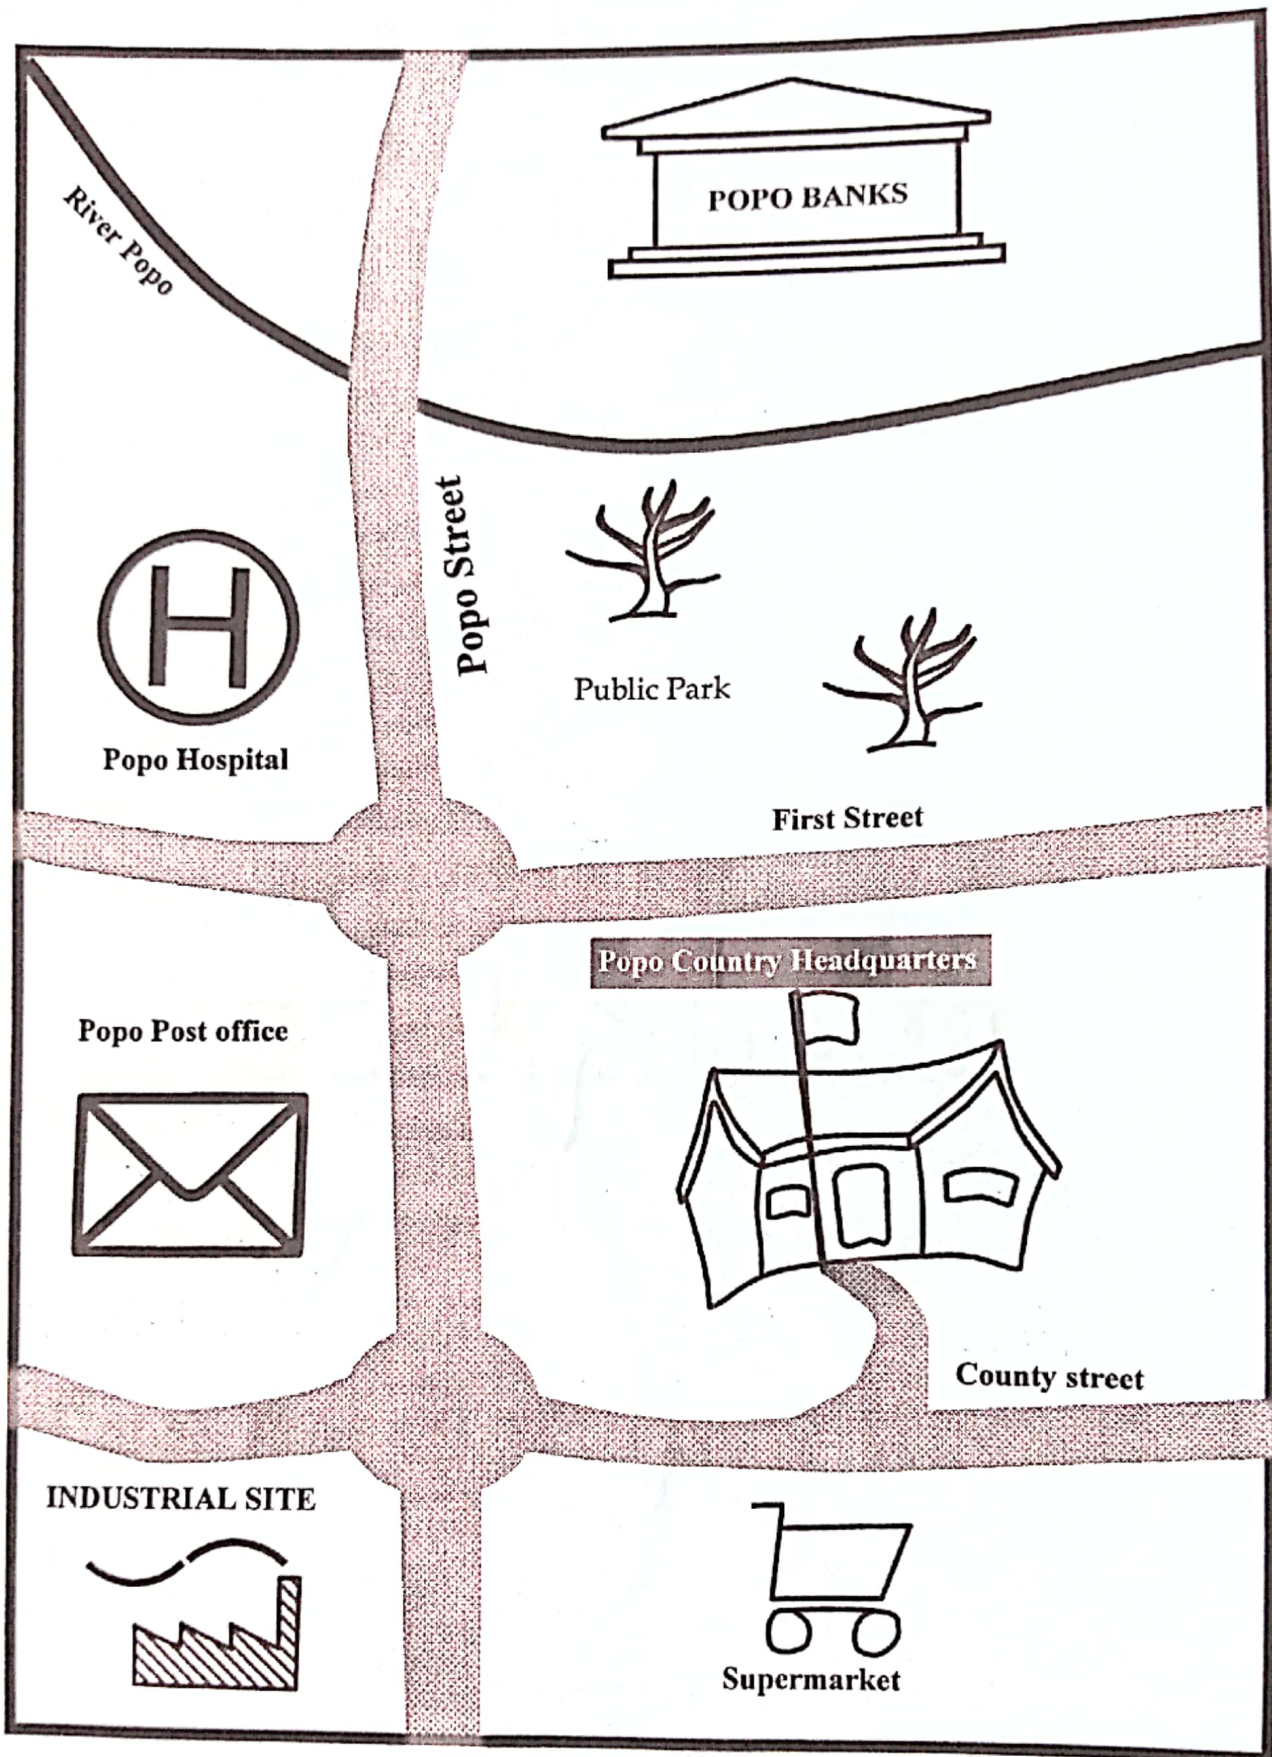 POPO BANKS
River Popo
Popo Street
H
Public Park
Popo Hospital
First Street
Popo Country Headquarters
Popo Post office
County street
INDUSTRIAL SITE
Supermarket